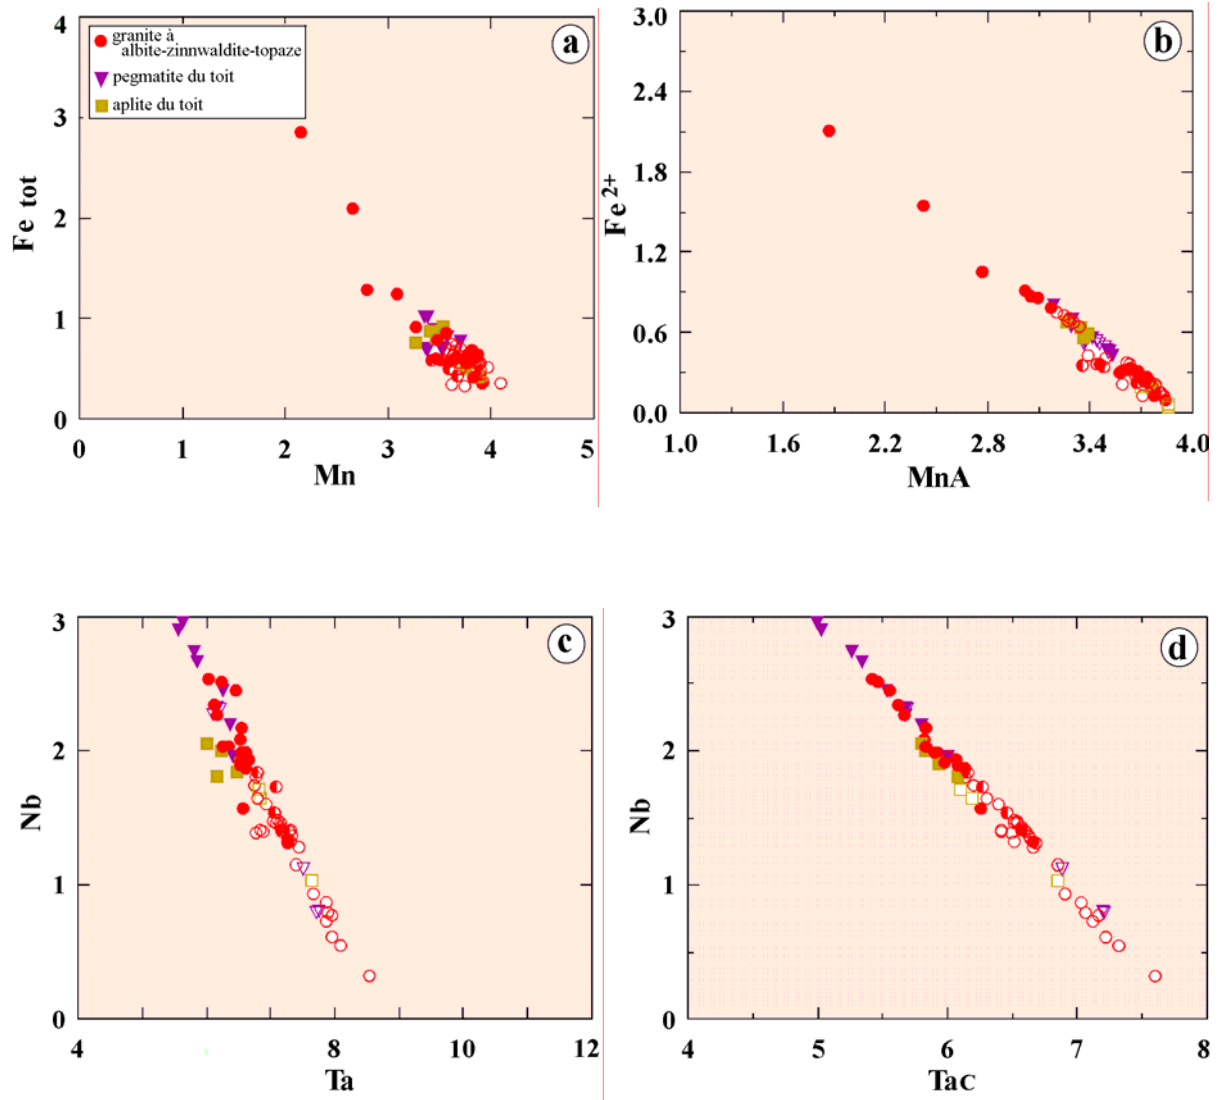 4
a
granite à
albite-zinnwaldite-topaze
pegmatite du toit
aplite du toit
3
2
1
0
Fe tot
0 1 2 3 4 5
Mn
3.0
b
2.4
1.8
1.2
0.6
0.0
Fe2+
1.0 1.6 2.2 2.8 3.4 4.0
MnA
3
c
2
1
0
Nb
4 6 8 10 12
Ta
3
d
2
1
0
Nb
4 5 6 7 8
TaC